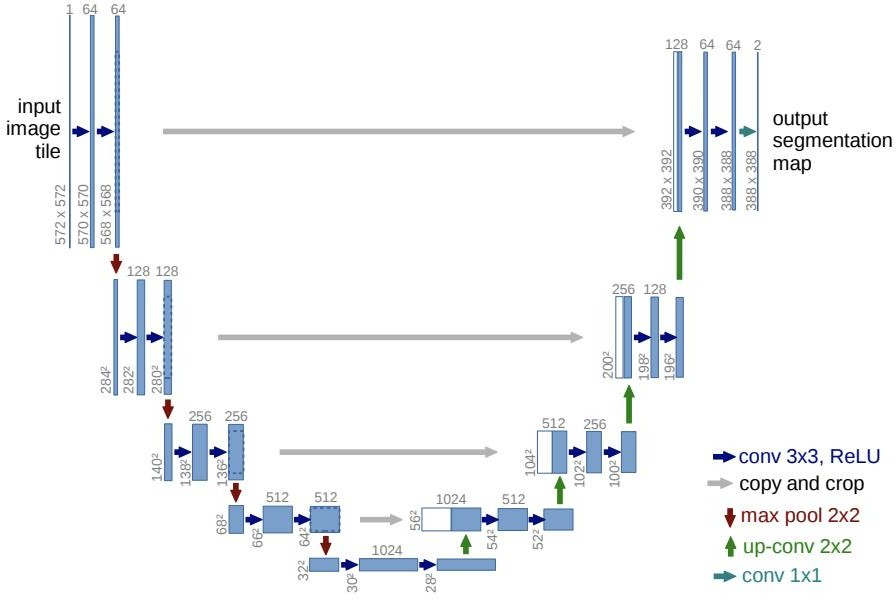 1 64 64
input
image
tile
572 x 572
570 x 570
568 x 568
128 64 64 2
output
segmentation
map
392 x 392
390 x 390
388 x 388
388 x 388
128 128
284²
282²
280²
256 128
200²
198²
196²
256 256
140²
138²
136²
512 256
104²
102²
100²
512 512
68²
66²
64²
1024 512
56²
54²
52²
1024
32²
30²
28²
conv 3x3, ReLU
copy and crop
max pool 2x2
up-conv 2x2
conv 1x1